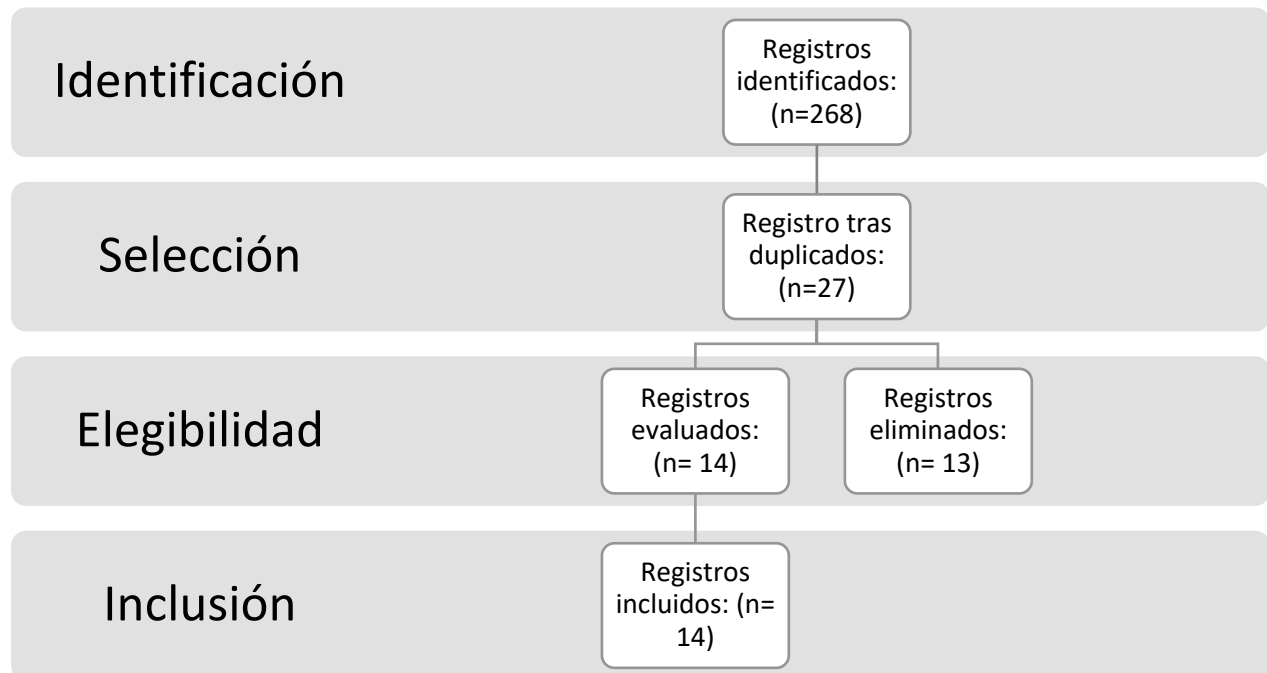 Identificación
Registros
identificados:
(n=268)
Selección
Registro tras
duplicados:
(n=27)
Elegibilidad
Registros
evaluados:
(n= 14)
Registros
eliminados:
(n= 13)
Inclusión
Registros
incluidos: (n=
14)